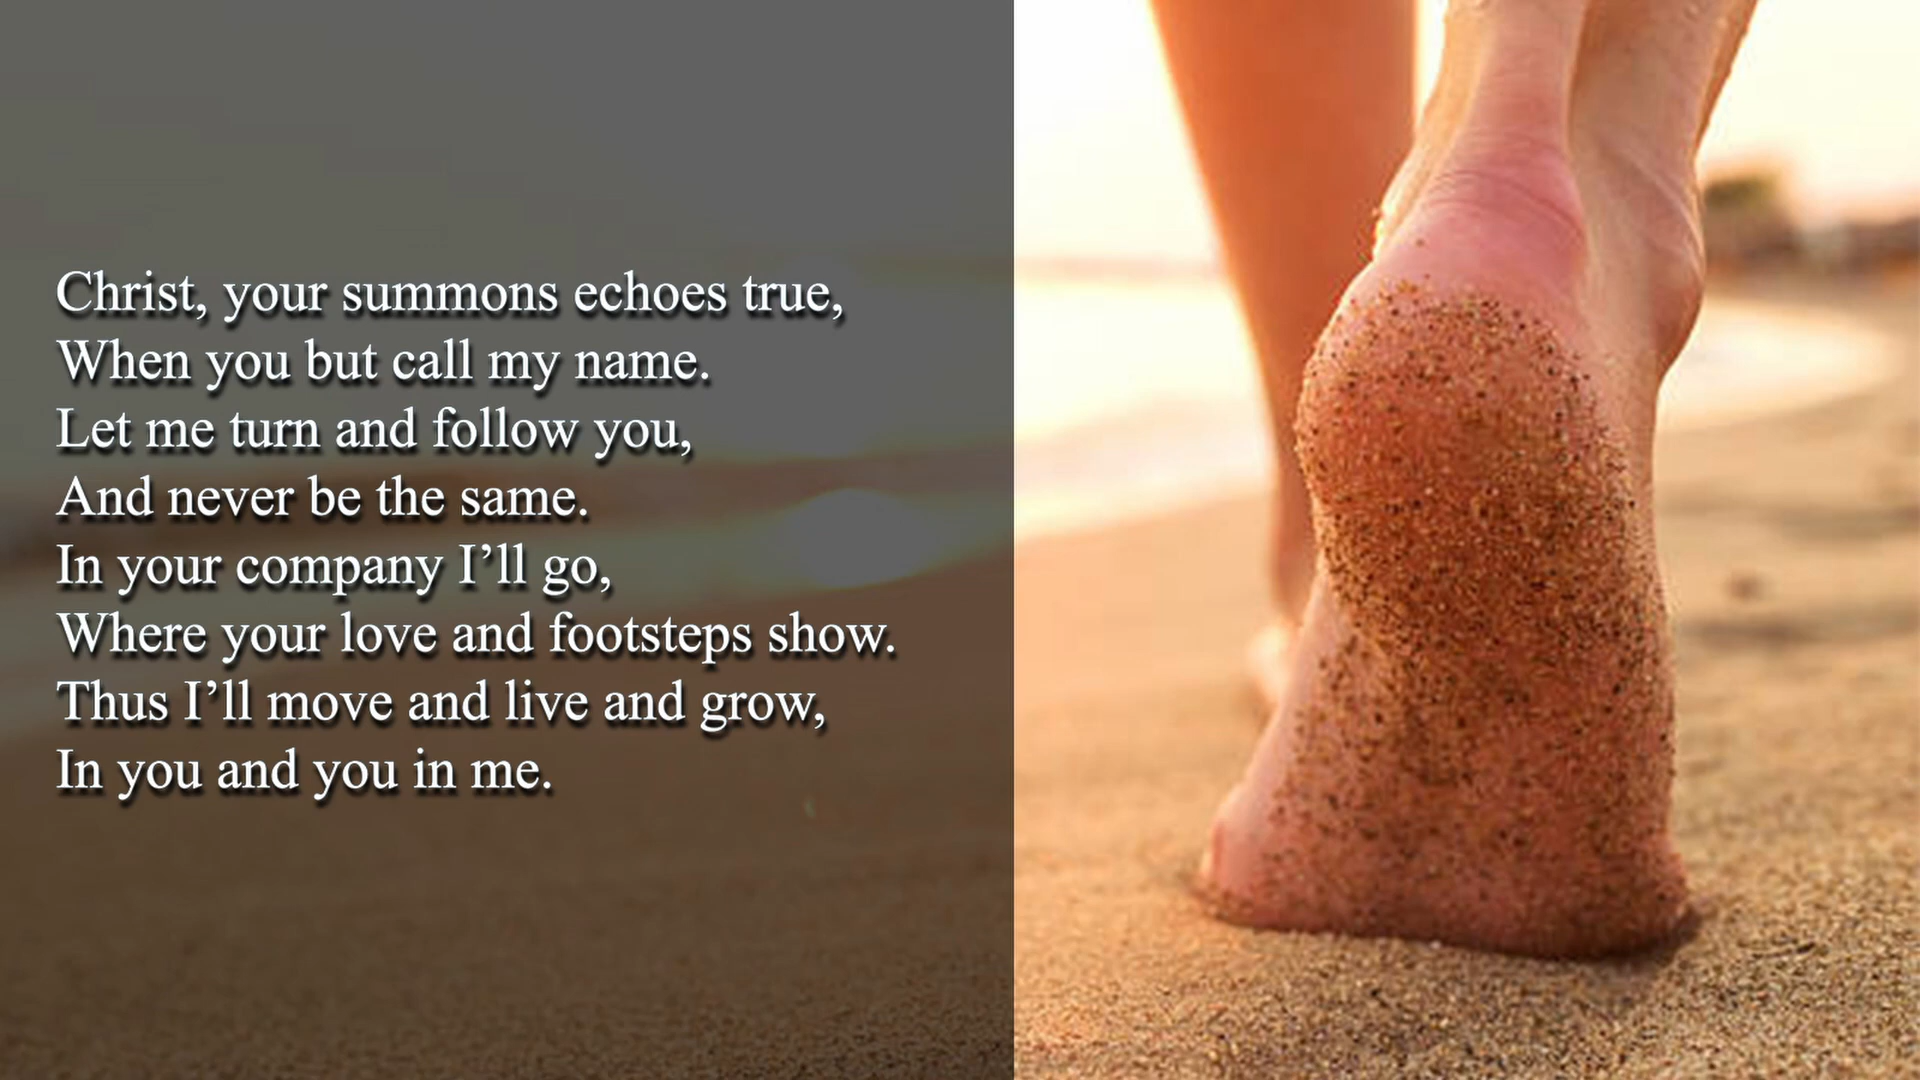 Christ, your summons echoes true,
When you but call my name.
Let me turn and follow you,
And never be the same.
In your company I’ll go,
Where your love and footsteps show.
Thus I’ll move and live and grow,
In you and you in me.